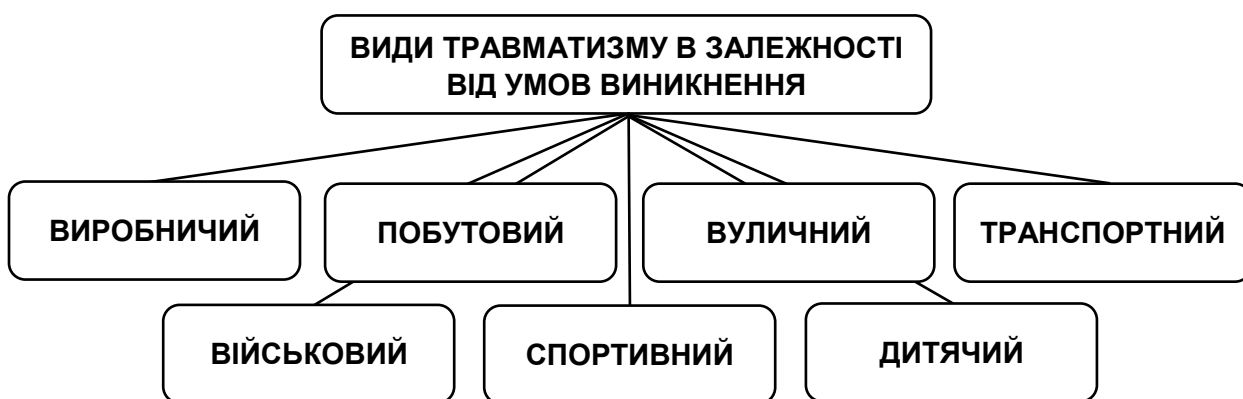 ВИДИ ТРАВМАТИЗМУ В ЗАЛЕЖНОСТІ
ВІД УМОВ ВИНИКНЕННЯ
ВИРОБНИЧИЙ
ПОБУТОВИЙ
ВУЛИЧНИЙ
ТРАНСПОРТНИЙ
ВІЙСЬКОВИЙ
СПОРТИВНИЙ
ДИТЯЧИЙ